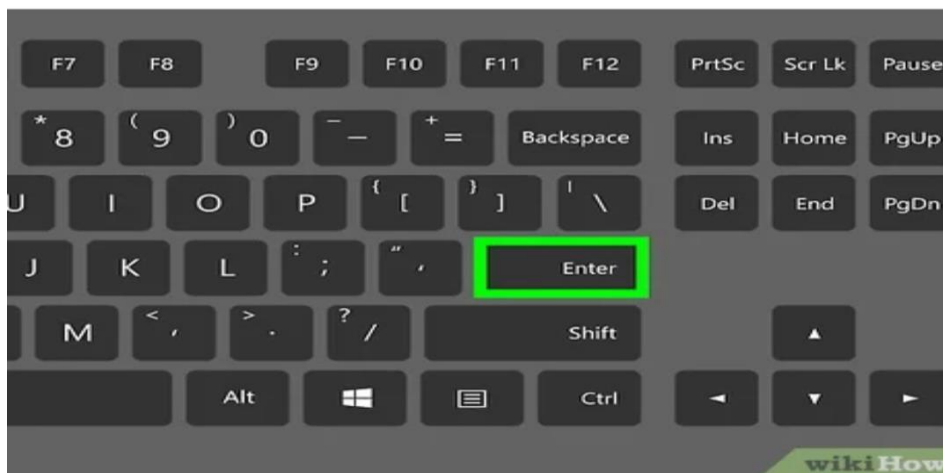 F7 F8 F9 F10 F11 F12 PrtSc Scr Lk Pause
* 8 ( 9 ) 0 _ - + = Backspace Ins Home PgUp
U I O P { [ } ] | \ Del End PgDn
J K L : ; " ' Enter
M < , > . ? / Shift
Alt Ctrl
wikiHow